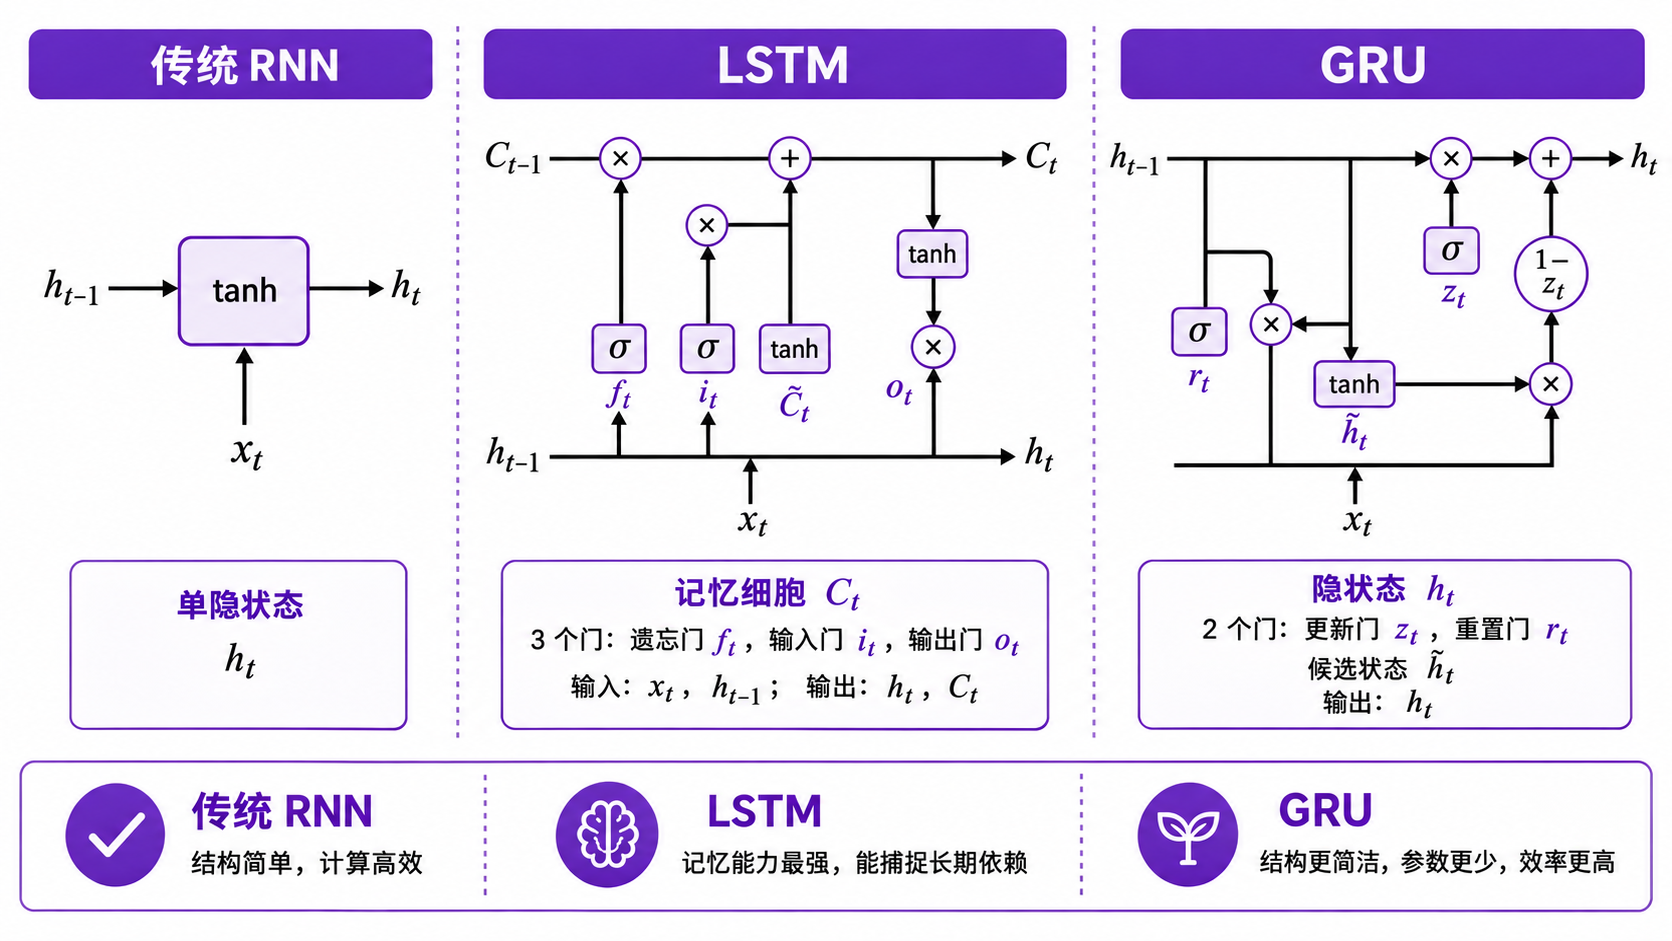 传统 RNN
h_{t-1}
tanh
h_t
x_t
单隐状态
h_t
LSTM
C_{t-1}
×
+
C_t
×
tanh
σ
σ
tanh
×
f_t
i_t
C̃_t
o_t
h_{t-1}
h_t
x_t
记忆细胞 C_t
3 个门：遗忘门 f_t，输入门 i_t，输出门 o_t
输入：x_t，h_{t-1}；输出：h_t，C_t
GRU
h_{t-1}
×
+
h_t
σ
z_t
1-
z_t
σ
×
r_t
tanh
×
h̃_t
x_t
隐状态 h_t
2 个门：更新门 z_t，重置门 r_t
候选状态 h̃_t
输出：h_t
传统 RNN
结构简单，计算高效
LSTM
记忆能力最强，能捕捉长期依赖
GRU
结构更简洁，参数更少，效率更高